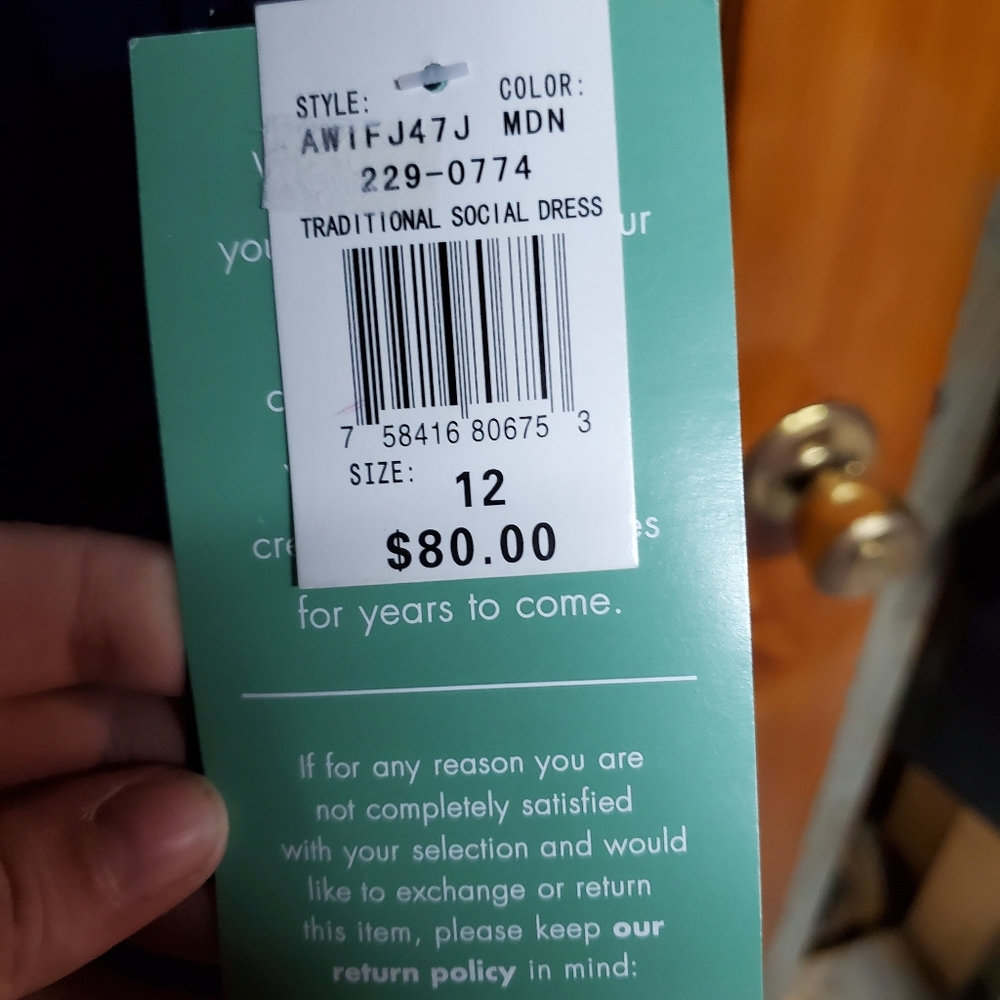 STYLE: COLOR:
AWIFJ47J MDN
229-0774
TRADITIONAL SOCIAL DRESS
7 58416 80675 3
SIZE: 12
$80.00
for years to come.
If for any reason you are
not completely satisfied
with your selection and would
like to exchange or return
this item, please keep our
return policy in mind: